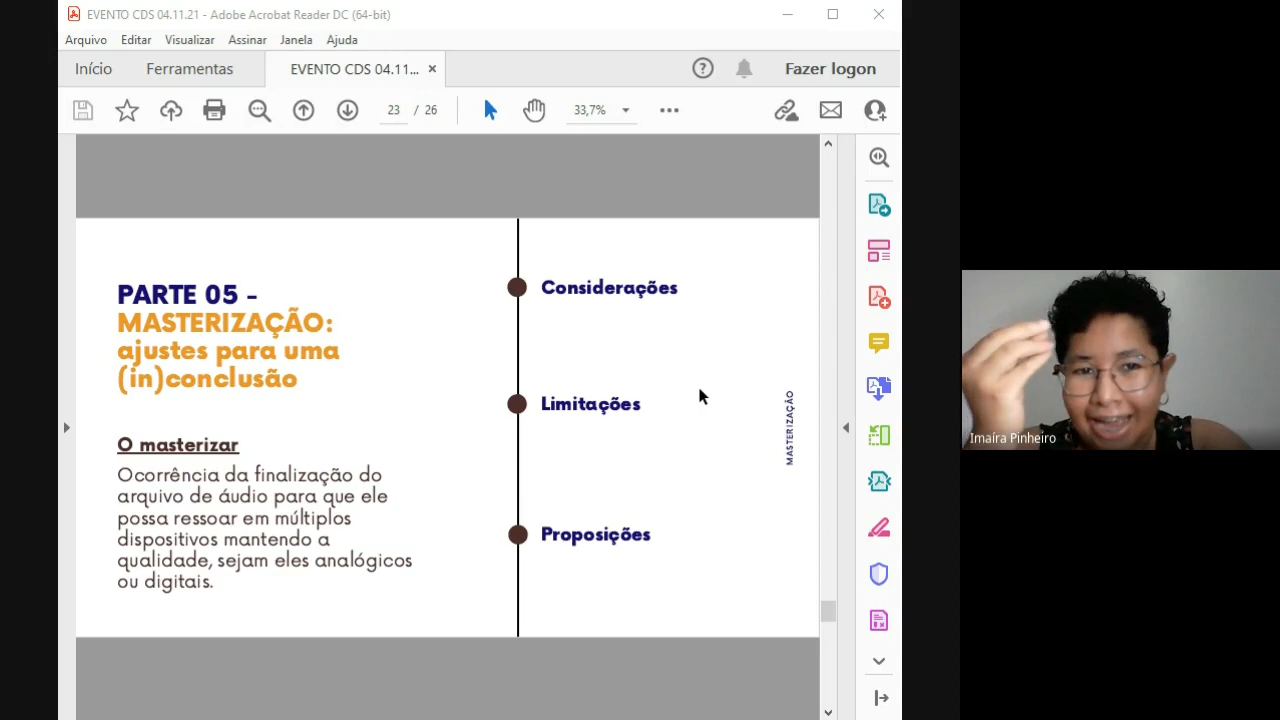 EVENTO CDS 04.11.21 - Adobe Acrobat Reader DC (64-bit)
Arquivo Editar Visualizar Assinar Janela Ajuda
Início Ferramentas EVENTO CDS 04.11... × Fazer logon
23 / 26 33,7%
PARTE 05 -
MASTERIZAÇÃO:
ajustes para uma
(in)conclusão
O masterizar
Ocorrência da finalização do
arquivo de áudio para que ele
possa ressoar em múltiplos
dispositivos mantendo a
qualidade, sejam eles analógicos
ou digitais.
Considerações
Limitações
Proposições
MASTERIZAÇÃO
Imaíra Pinheiro